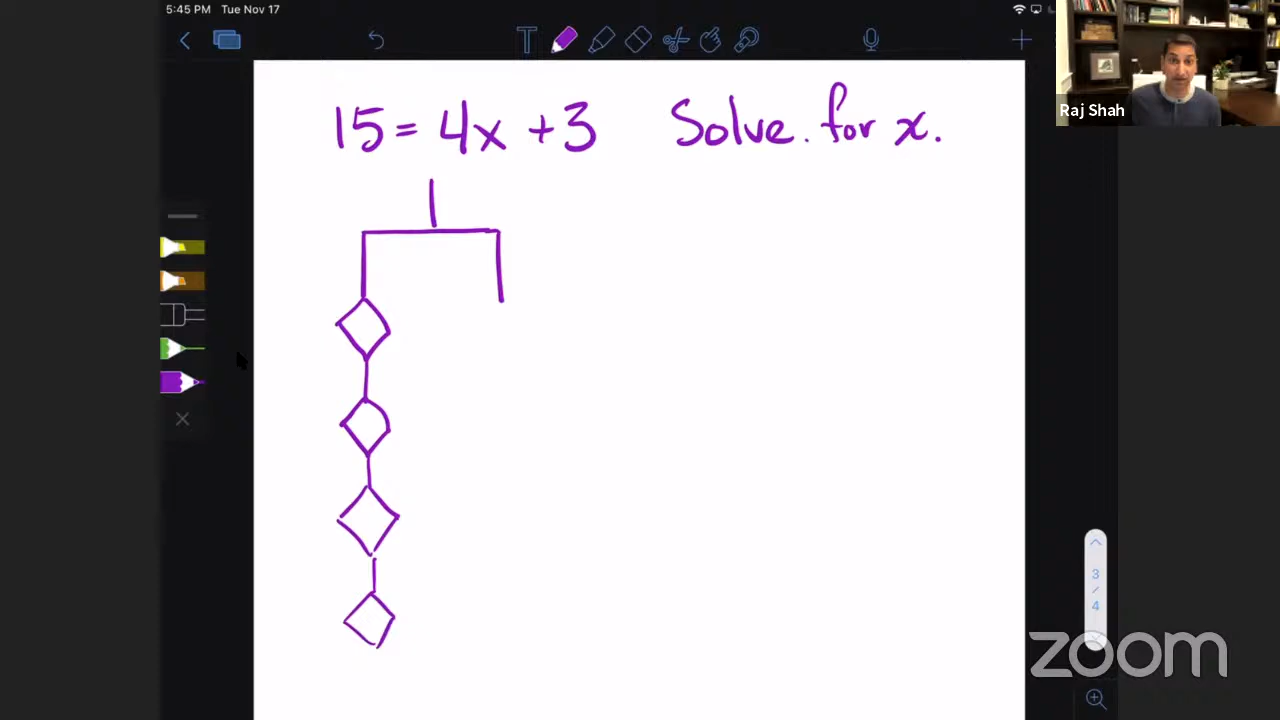 5:45 PM Tue Nov 17
T
Raj Shah
15 = 4x + 3 Solve. for x.
3
/
4
zoom